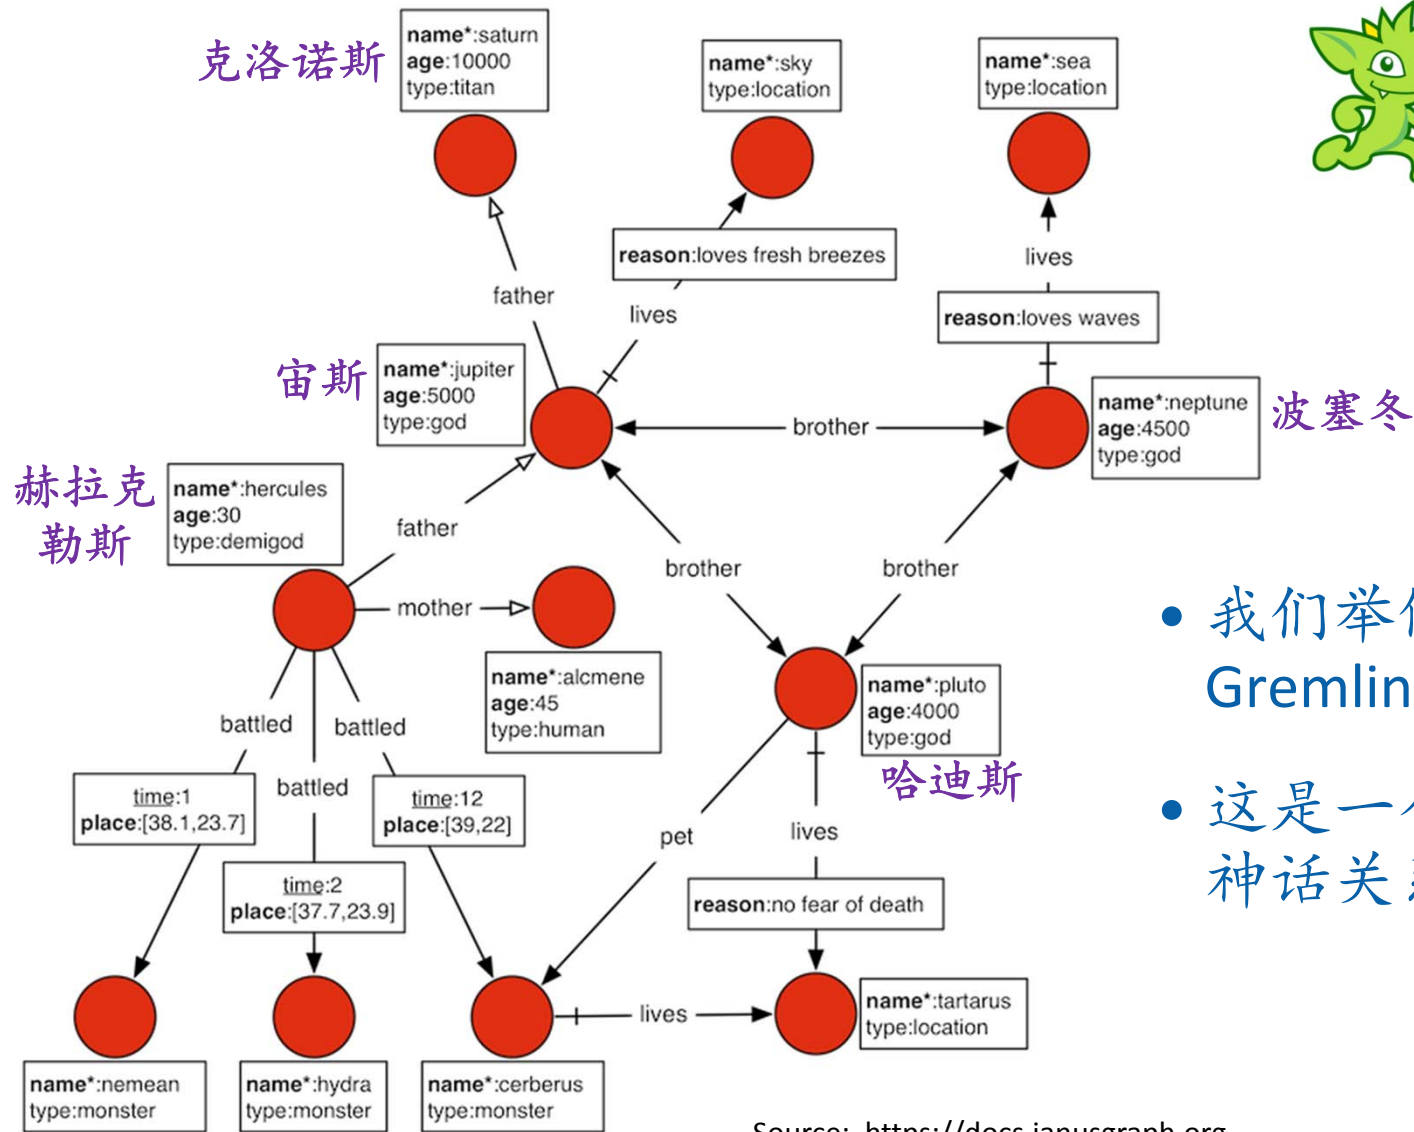 克洛诺斯
name*:saturn
age:10000
type:titan
name*:sky
type:location
name*:sea
type:location
reason:loves fresh breezes
lives
father
lives
reason:loves waves
宙斯
name*:jupiter
age:5000
type:god
brother
name*:neptune
age:4500
type:god
波塞冬
赫拉克
勒斯
name*:hercules
age:30
type:demigod
father
brother
brother
mother
name*:alcmene
age:45
type:human
name*:pluto
age:4000
type:god
哈迪斯
• 我们举
Gremlin
• 这是一
神话关
battled
battled
battled
time:1
place:[38.1,23.7]
time:12
place:[39,22]
time:2
place:[37.7,23.9]
pet
lives
reason:no fear of death
lives
name*:tartarus
type:location
name*:nemean
type:monster
name*:hydra
type:monster
name*:cerberus
type:monster
Source: https://docs.janusgraph.org